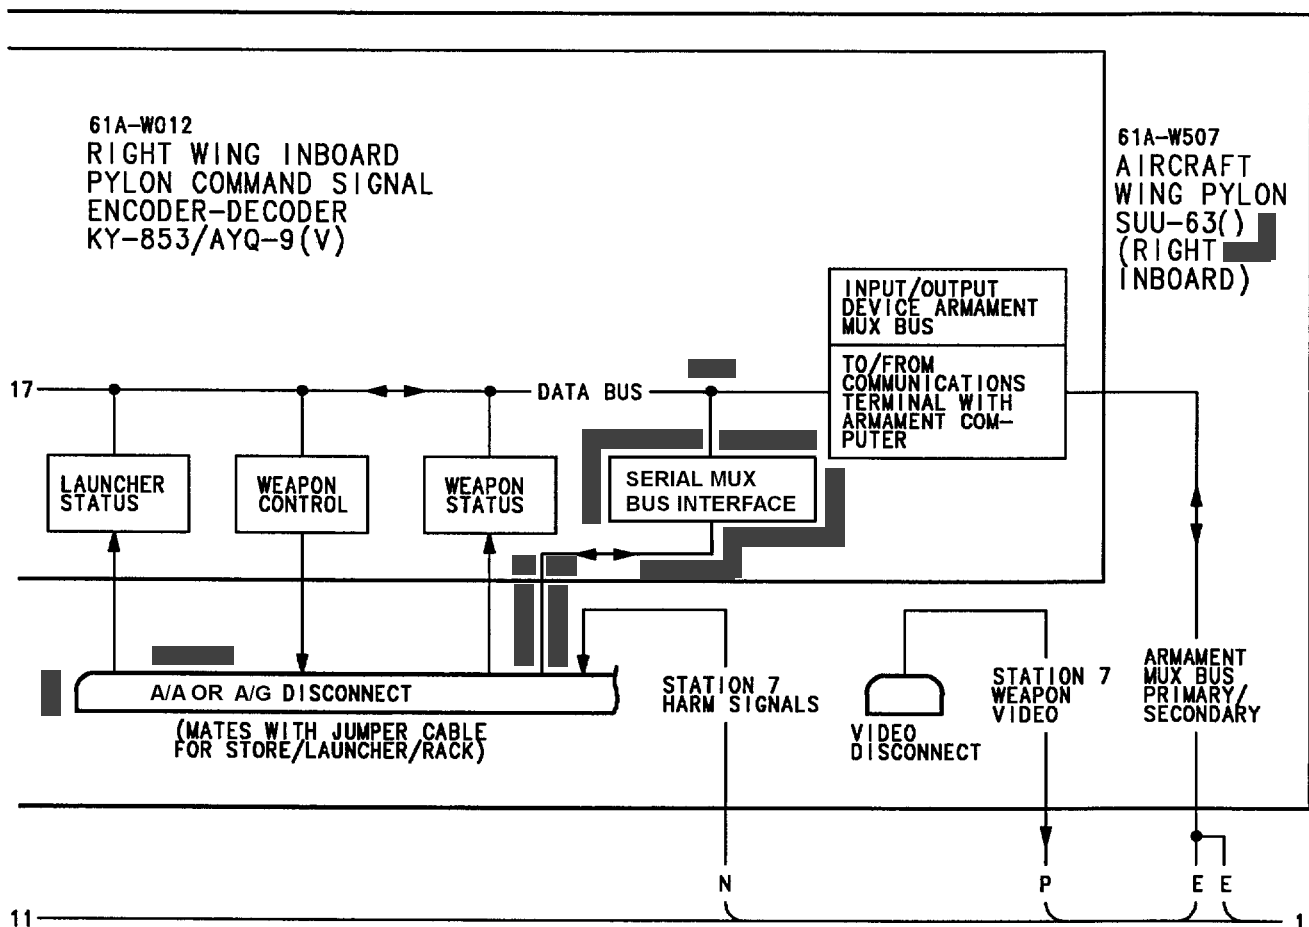 61A-W012
RIGHT WING INBOARD
PYLON COMMAND SIGNAL
ENCODER-DECODER
KY-853/AYQ-9(V)
61A-W507
AIRCRAFT
WING PYLON
SUU-63()
(RIGHT
INBOARD)
INPUT/OUTPUT
DEVICE ARMAMENT
MUX BUS
TO/FROM
COMMUNICATIONS
TERMINAL WITH
ARMAMENT COM-
PUTER
17
DATA BUS
LAUNCHER
STATUS
WEAPON
CONTROL
WEAPON
STATUS
SERIAL MUX
BUS INTERFACE
A/A OR A/G DISCONNECT
(MATES WITH JUMPER CABLE
FOR STORE/LAUNCHER/RACK)
STATION 7
HARM SIGNALS
VIDEO
DISCONNECT
STATION 7
WEAPON
VIDEO
ARMAMENT
MUX BUS
PRIMARY/
SECONDARY
N
P
E E
11
1